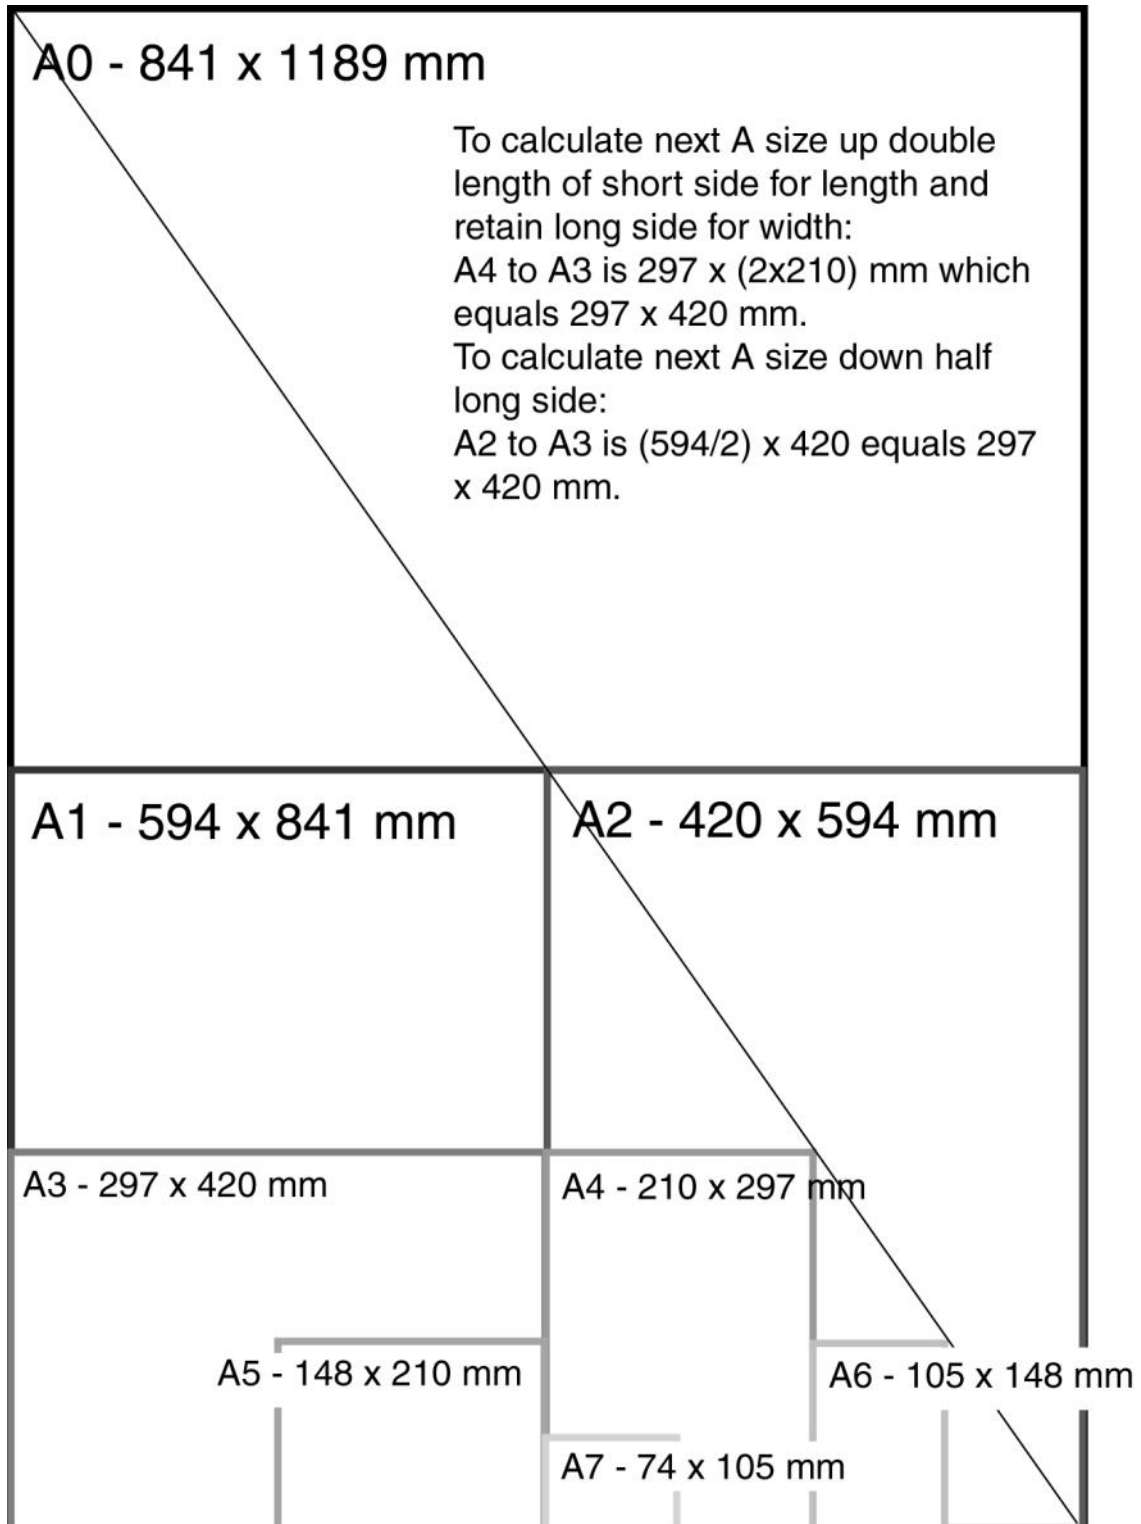 A0 - 841 x 1189 mm
To calculate next A size up double
length of short side for length and
retain long side for width:
A4 to A3 is 297 x (2x210) mm which
equals 297 x 420 mm.
To calculate next A size down half
long side:
A2 to A3 is (594/2) x 420 equals 297
x 420 mm.
A1 - 594 x 841 mm
A2 - 420 x 594 mm
A3 - 297 x 420 mm
A4 - 210 x 297 mm
A5 - 148 x 210 mm
A6 - 105 x 148 mm
A7 - 74 x 105 mm